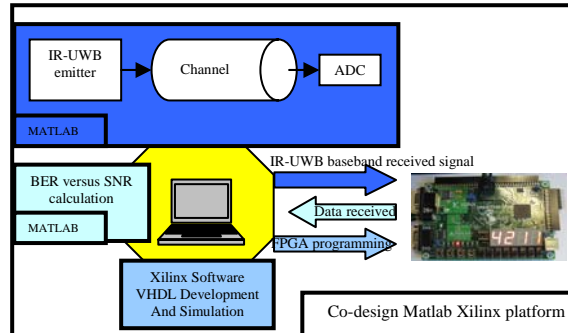 IR-UWB
emitter
Channel
ADC
MATLAB
IR-UWB baseband received signal
BER versus SNR
calculation
MATLAB
Data received
FPGA programming
4211
Xilinx Software
VHDL Development
And Simulation
Co-design Matlab Xilinx platform